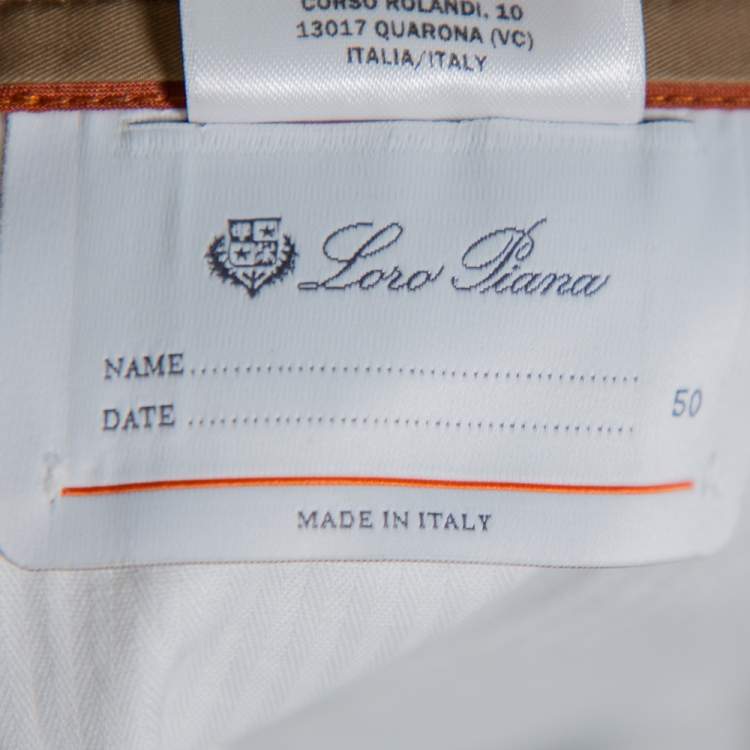 CORSO ROLANDI, 10
13017 QUARONA (VC)
ITALIA/ITALY
Loro Piana
NAME........................................
DATE ........................................
50
MADE IN ITALY